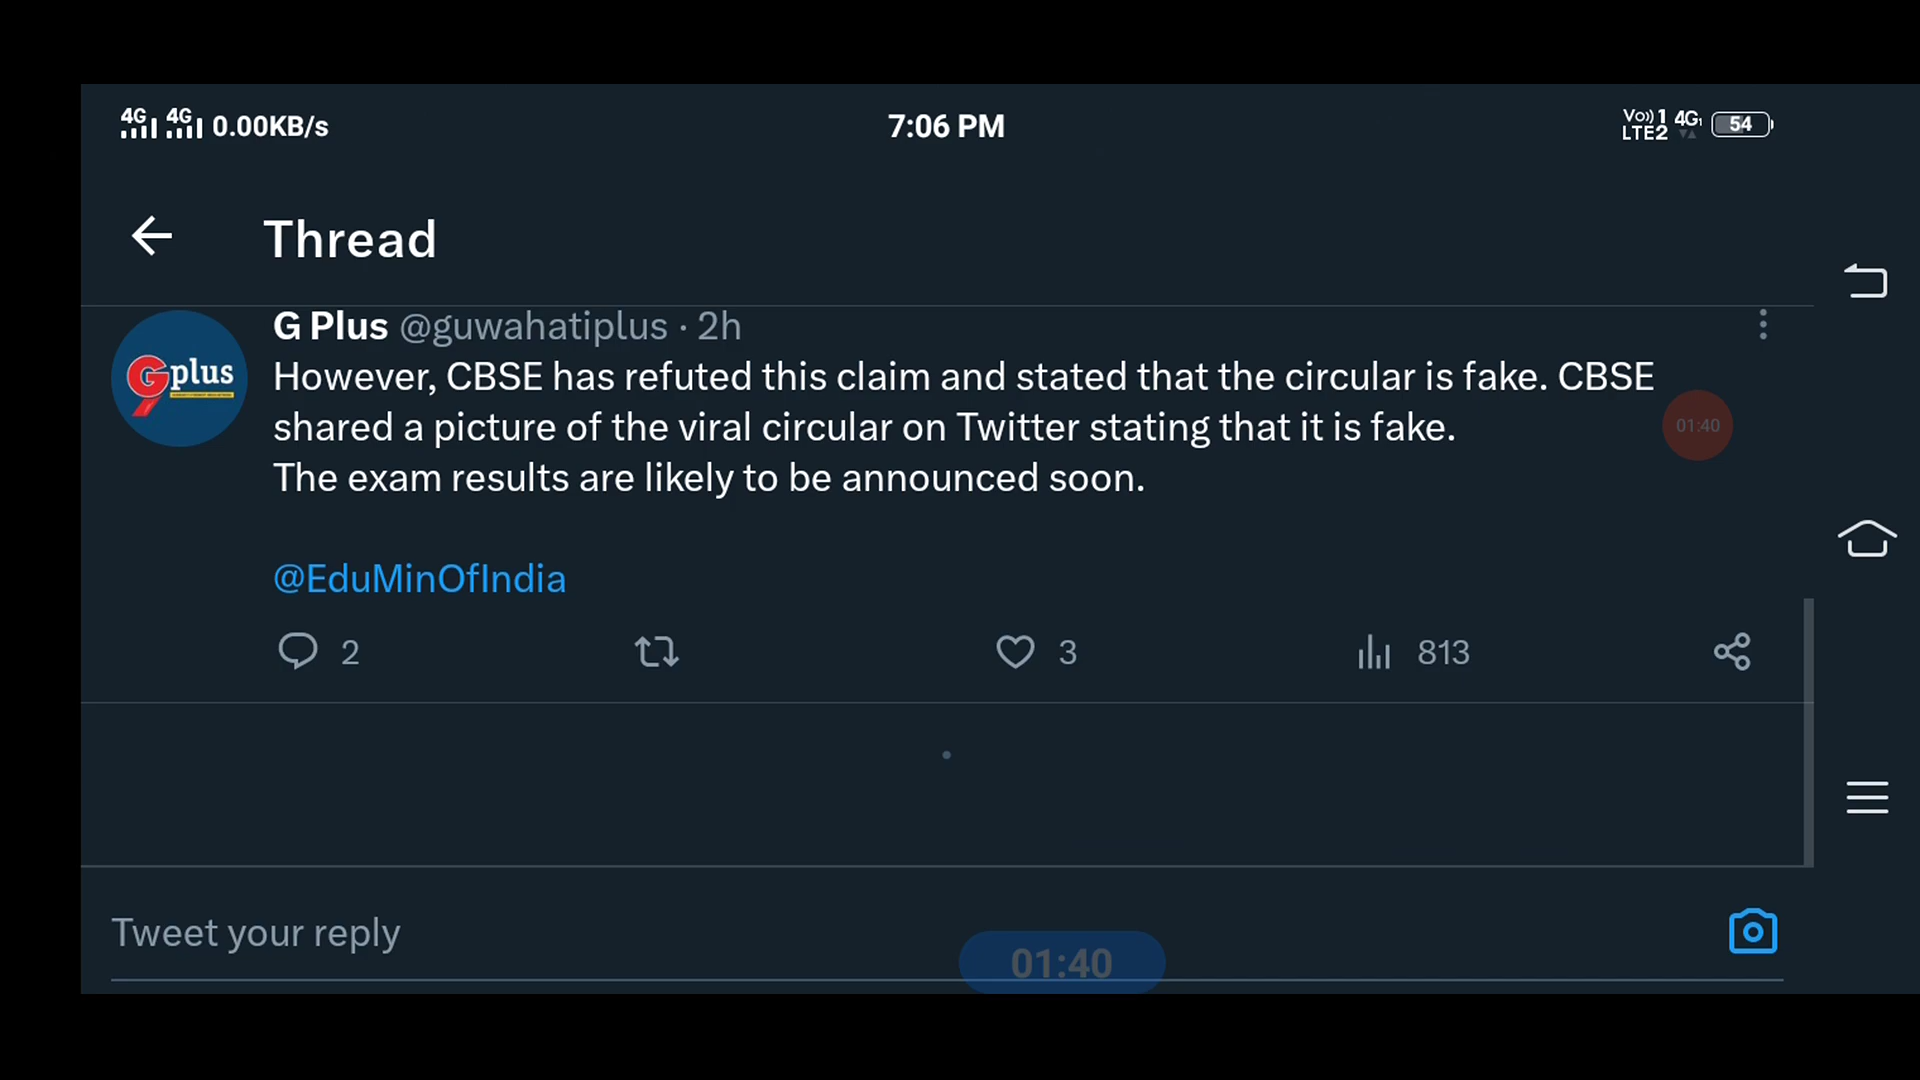 4G 4G 0.00KB/s 7:06 PM Vo)) 1 4G 54
LTE2
Thread
G Plus @guwahatiplus · 2h
Gplus
However, CBSE has refuted this claim and stated that the circular is fake. CBSE
shared a picture of the viral circular on Twitter stating that it is fake.
The exam results are likely to be announced soon.
01:40
@EduMinOfIndia
2 3 813
Tweet your reply
01:40